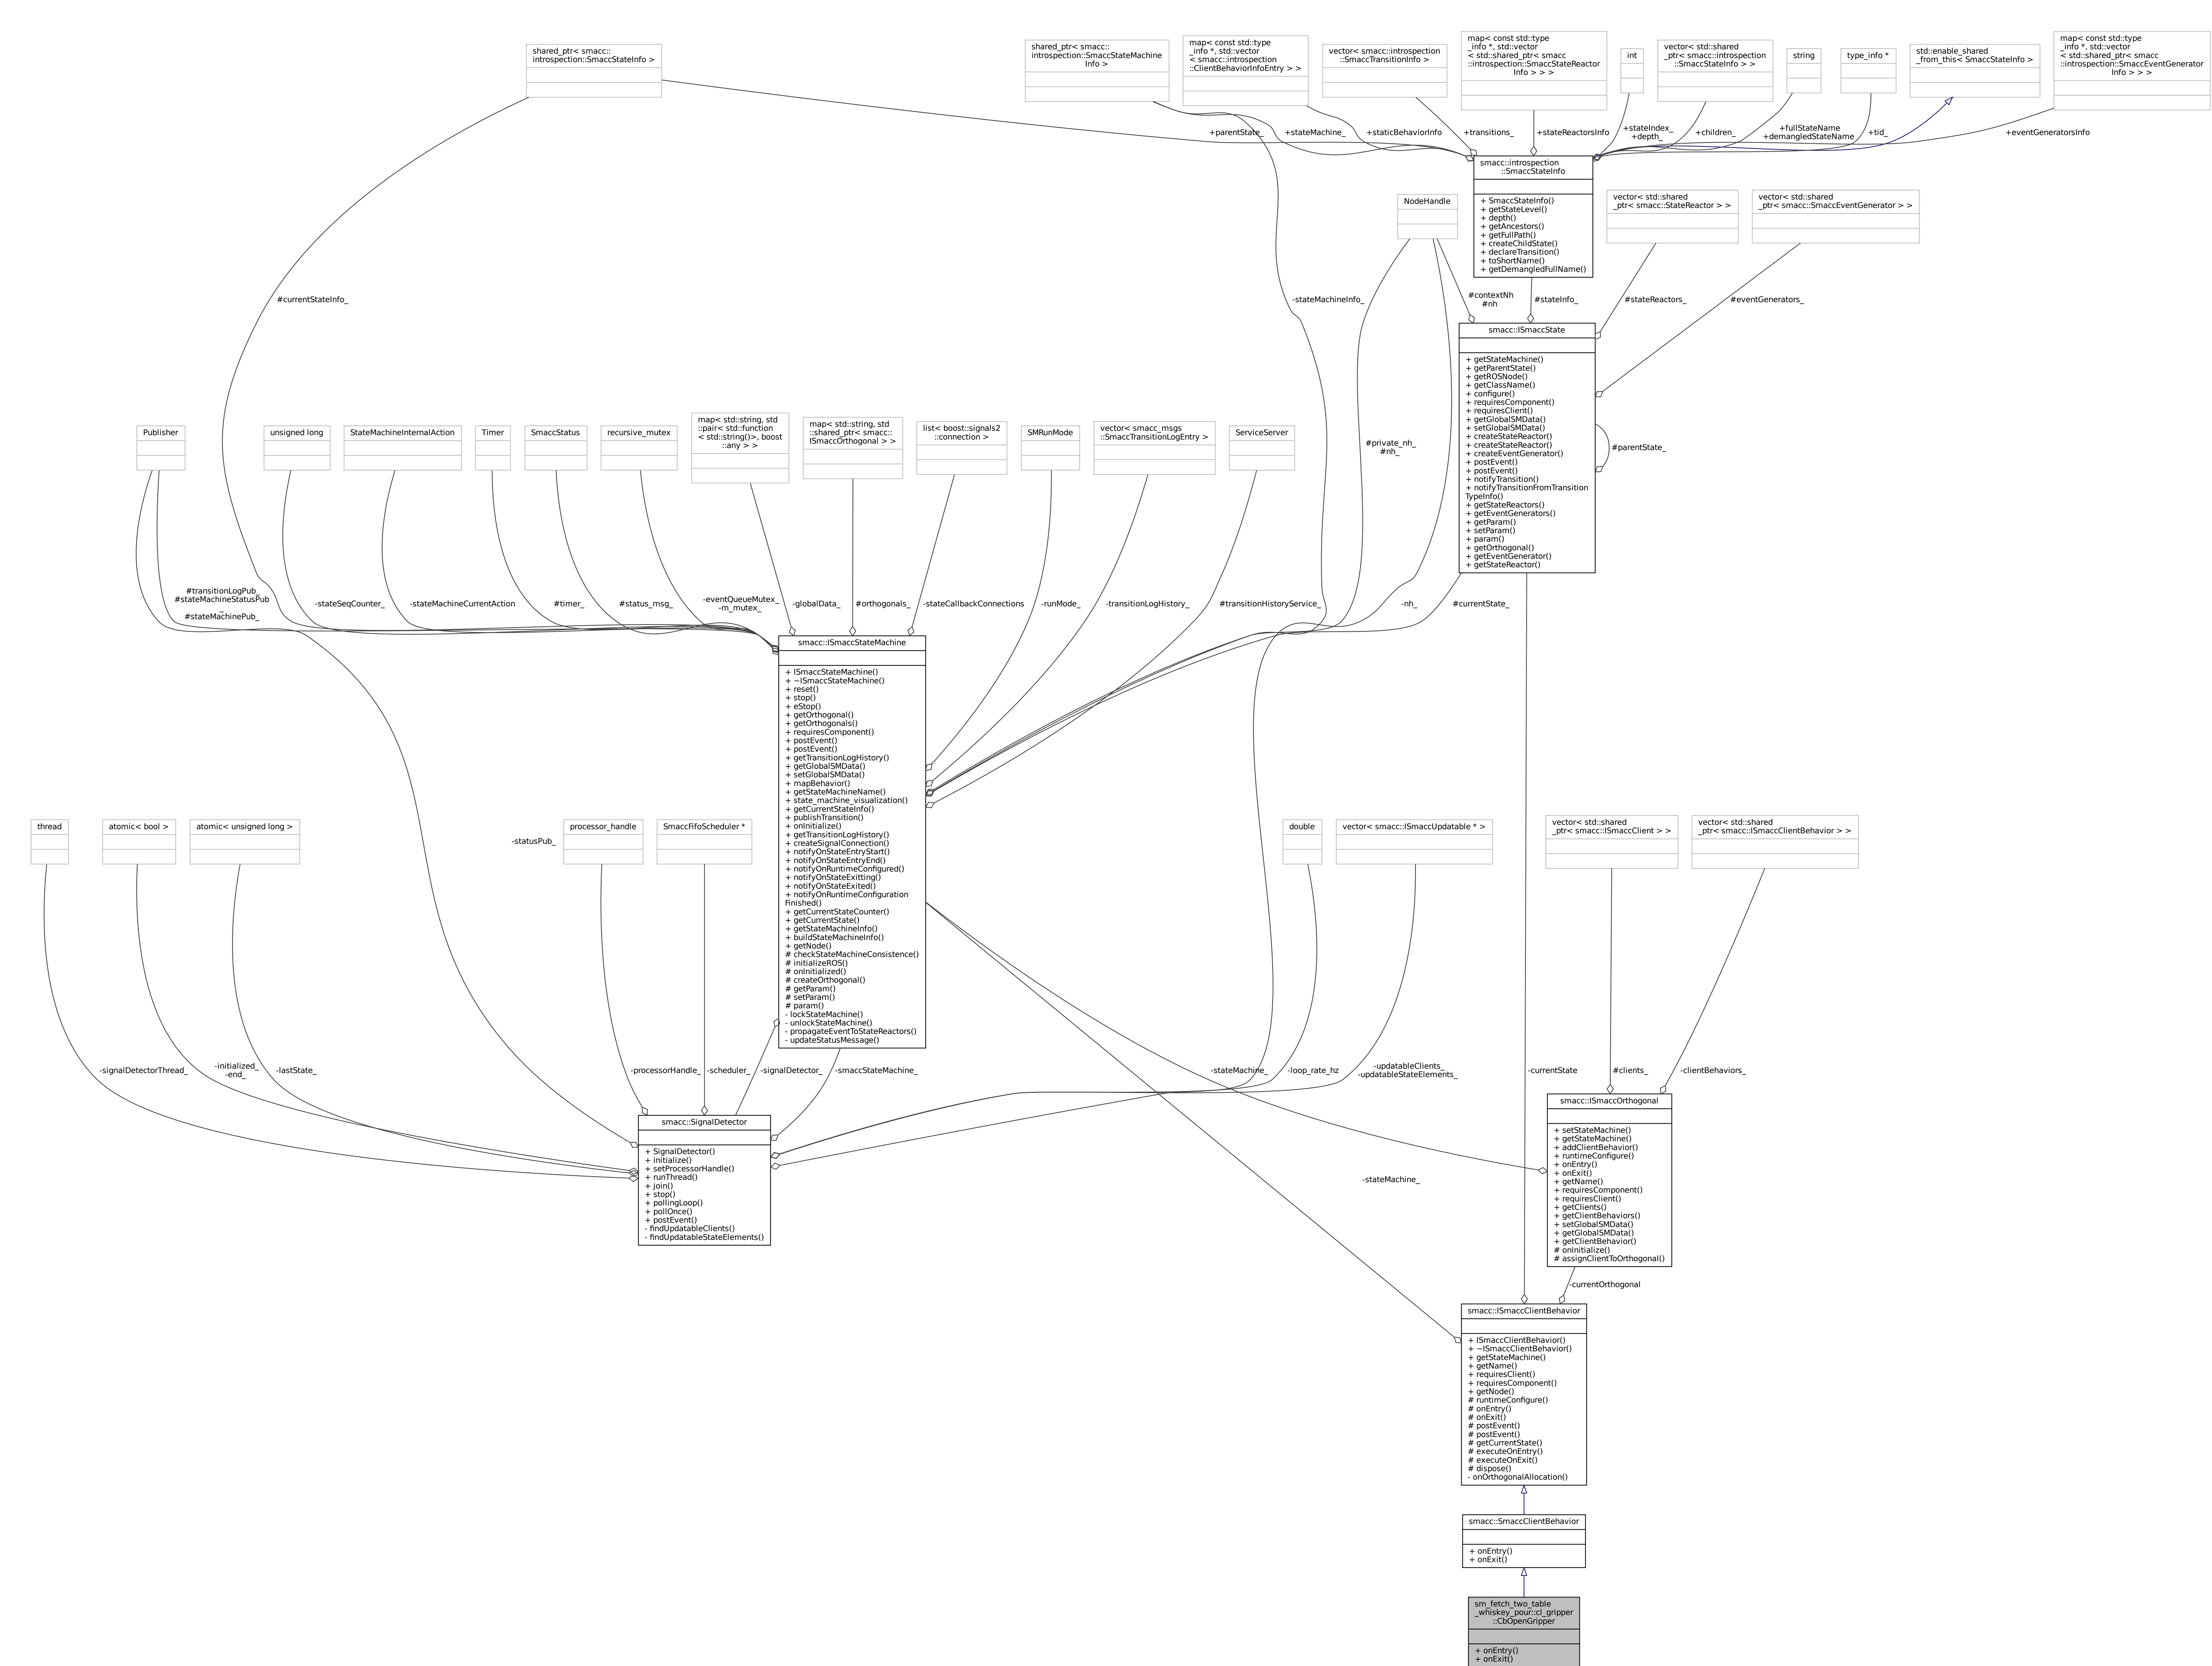 shared_ptr< smacc::
introspection::SmaccStateInfo >
shared_ptr< smacc::
introspection::SmaccStateMachine
Info >
map< const std::type
_info *, std::vector
< smacc::introspection
::ClientBehaviorInfoEntry > >
vector< smacc::introspection
::SmaccTransitionInfo >
map< const std::type
_info *, std::vector
< std::shared_ptr< smacc
::introspection::SmaccStateReactor
Info > > >
int
vector< std::shared
_ptr< smacc::introspection
::SmaccStateInfo > >
string
type_info *
std::enable_shared
_from_this< SmaccStateInfo >
map< const std::type
_info *, std::vector
< std::shared_ptr< smacc
::introspection::SmaccEventGenerator
Info > > >
+parentState_
+stateMachine_
+staticBehaviorInfo
+transitions_
+stateReactorsInfo
+stateIndex_
+depth_
+children_
+fullStateName
+demangledStateName
+tid_
+eventGeneratorsInfo
smacc::introspection
::SmaccStateInfo
+ SmaccStateInfo()
+ getStateLevel()
+ depth()
+ getAncestors()
+ getFullPath()
+ createChildState()
+ declareTransition()
+ toShortName()
+ getDemangledFullName()
NodeHandle
vector< std::shared
_ptr< smacc::StateReactor > >
vector< std::shared
_ptr< smacc::SmaccEventGenerator > >
#currentStateInfo_
-stateMachineInfo_
#contextNh
#nh
#stateInfo_
#stateReactors_
#eventGenerators_
smacc::ISmaccState
+ getStateMachine()
+ getParentState()
+ getROSNode()
+ getClassName()
+ configure()
+ requiresComponent()
+ requiresClient()
+ getGlobalSMData()
+ setGlobalSMData()
+ createStateReactor()
+ createStateReactor()
+ createEventGenerator()
+ postEvent()
+ postEvent()
+ notifyTransition()
+ notifyTransitionFromTransition
TypeInfo()
+ getStateReactors()
+ getEventGenerators()
+ getParam()
+ setParam()
+ param()
+ getOrthogonal()
+ getEventGenerator()
+ getStateReactor()
#parentState_
#private_nh_
#nh_
Publisher
unsigned long
StateMachineInternalAction
Timer
SmaccStatus
recursive_mutex
map< std::string, std
::pair< std::function
< std::string()>, boost
::any > >
map< std::string, std
::shared_ptr< smacc::
ISmaccOrthogonal > >
list< boost::signals2
::connection >
SMRunMode
vector< smacc_msgs
::SmaccTransitionLogEntry >
ServiceServer
#transitionLogPub_
#stateMachineStatusPub
_
#stateMachinePub_
-stateSeqCounter_
-stateMachineCurrentAction
#timer_
#status_msg_
-eventQueueMutex_
-m_mutex_
-globalData_
#orthogonals_
-stateCallbackConnections
-runMode_
-transitionLogHistory_
#transitionHistoryService_
-nh_
#currentState_
smacc::ISmaccStateMachine
+ ISmaccStateMachine()
+ ~ISmaccStateMachine()
+ reset()
+ stop()
+ eStop()
+ getOrthogonal()
+ getOrthogonals()
+ requiresComponent()
+ postEvent()
+ postEvent()
+ getTransitionLogHistory()
+ getGlobalSMData()
+ setGlobalSMData()
+ mapBehavior()
+ getStateMachineName()
+ state_machine_visualization()
+ getCurrentStateInfo()
+ publishTransition()
+ onInitialize()
+ getTransitionLogHistory()
+ createSignalConnection()
+ notifyOnStateEntryStart()
+ notifyOnStateEntryEnd()
+ notifyOnRuntimeConfigured()
+ notifyOnStateExitting()
+ notifyOnStateExited()
+ notifyOnRuntimeConfiguration
Finished()
+ getCurrentStateCounter()
+ getCurrentState()
+ getStateMachineInfo()
+ buildStateMachineInfo()
+ getNode()
# checkStateMachineConsistence()
# initializeROS()
# onInitialized()
# createOrthogonal()
# getParam()
# setParam()
# param()
- lockStateMachine()
- unlockStateMachine()
- propagateEventToStateReactors()
- updateStatusMessage()
thread
atomic< bool >
atomic< unsigned long >
-statusPub_
processor_handle
SmaccFifoScheduler *
double
vector< smacc::ISmaccUpdatable * >
vector< std::shared
_ptr< smacc::ISmaccClient > >
vector< std::shared
_ptr< smacc::ISmaccClientBehavior > >
-signalDetectorThread_
-initialized_
-end_
-lastState_
-processorHandle_
-scheduler_
-signalDetector_
-smaccStateMachine_
-stateMachine_
-loop_rate_hz
-updatableClients_
-updatableStateElements_
-currentState
#clients_
-clientBehaviors_
smacc::SignalDetector
+ SignalDetector()
+ initialize()
+ setProcessorHandle()
+ runThread()
+ join()
+ stop()
+ pollingLoop()
+ pollOnce()
+ postEvent()
- findUpdatableClients()
- findUpdatableStateElements()
smacc::ISmaccOrthogonal
+ setStateMachine()
+ getStateMachine()
+ addClientBehavior()
+ runtimeConfigure()
+ onEntry()
+ onExit()
+ getName()
+ requiresComponent()
+ requiresClient()
+ getClients()
+ getClientBehaviors()
+ setGlobalSMData()
+ getGlobalSMData()
+ getClientBehavior()
# onInitialize()
# assignClientToOrthogonal()
-stateMachine_
-currentOrthogonal
smacc::ISmaccClientBehavior
+ ISmaccClientBehavior()
+ ~ISmaccClientBehavior()
+ getStateMachine()
+ getName()
+ requiresClient()
+ requiresComponent()
+ getNode()
# runtimeConfigure()
# onEntry()
# onExit()
# postEvent()
# postEvent()
# getCurrentState()
# executeOnEntry()
# executeOnExit()
# dispose()
- onOrthogonalAllocation()
smacc::SmaccClientBehavior
+ onEntry()
+ onExit()
sm_fetch_two_table
_whiskey_pour::cl_gripper
::CbOpenGripper
+ onEntry()
+ onExit()